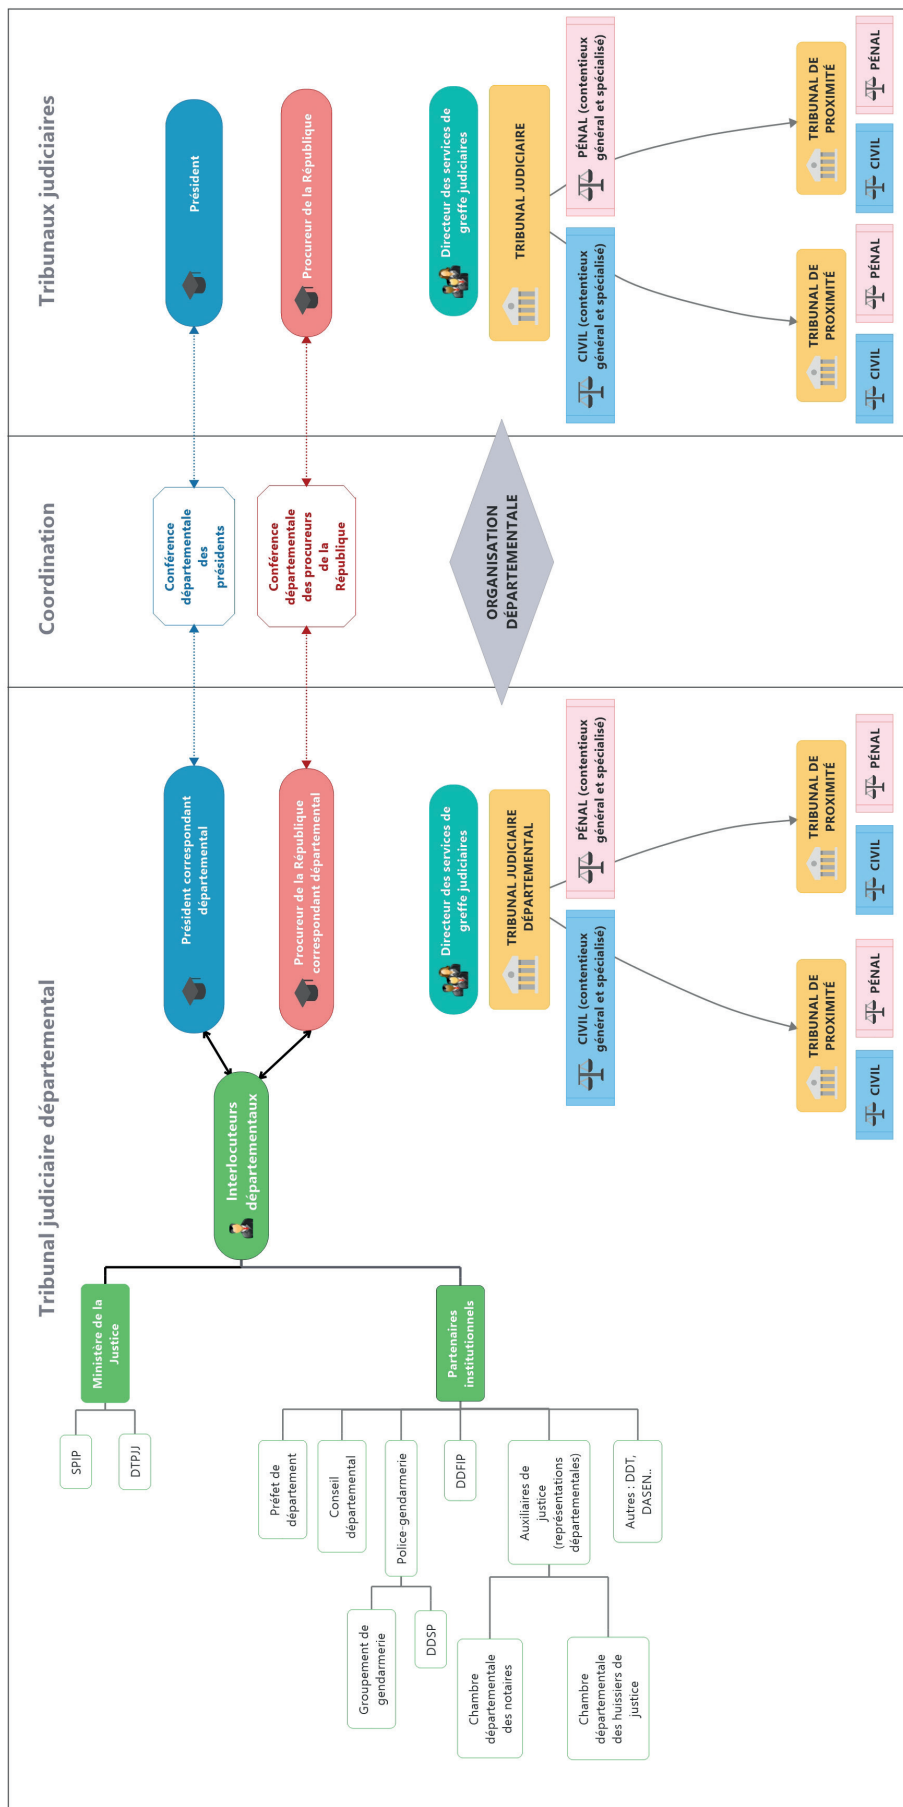 Tribunal judiciaire départemental
Coordination
Tribunaux judiciaires
Ministère de la
Justice
SPIP
DTPJJ
Interlocuteurs
départementaux
Partenaires
institutionnels
Préfet de
département
Conseil
départemental
Police-gendarmerie
Groupement de
gendarmerie
DDSP
DDFIP
Auxiliaires de
justice
(représentations
départementales)
Chambre
départementale
des notaires
Chambre
départementale
des huissiers de
justice
Autres : DDT,
DASEN..
Président correspondant
départemental
Procureur de la République
correspondant départemental
Directeur des services de
greffe judiciaires
TRIBUNAL JUDICIAIRE
DÉPARTEMENTAL
CIVIL (contentieux
général et spécialisé)
PÉNAL (contentieux
général et spécialisé)
TRIBUNAL DE
PROXIMITÉ
CIVIL
PÉNAL
TRIBUNAL DE
PROXIMITÉ
CIVIL
PÉNAL
Conférence
départementale
des
présidents
Conférence
départementale
des procureurs
de la
République
ORGANISATION
DÉPARTEMENTALE
Président
Procureur de la République
Directeur des services de
greffe judiciaires
TRIBUNAL JUDICIAIRE
CIVIL (contentieux
général et spécialisé)
PÉNAL (contentieux
général et spécialisé)
TRIBUNAL DE
PROXIMITÉ
CIVIL
PÉNAL
TRIBUNAL DE
PROXIMITÉ
CIVIL
PÉNAL